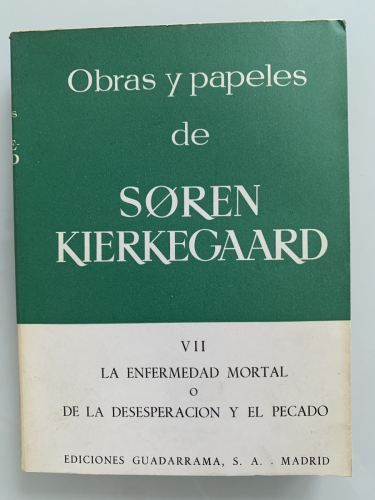 Obras y papeles
de
SØREN
KIERKEGAARD
VII
LA ENFERMEDAD MORTAL
O
DE LA DESESPERACION Y EL PECADO
EDICIONES GUADARRAMA, S. A. - MADRID